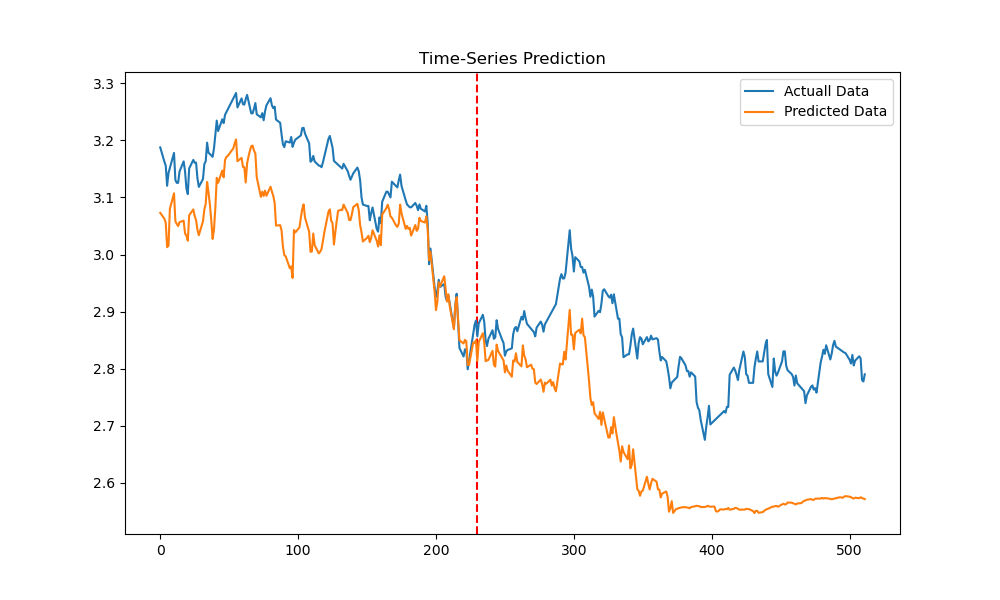 Time-Series Prediction
Actuall Data
Predicted Data
3.3
3.2
3.1
3.0
2.9
2.8
2.7
2.6
0 100 200 300 400 500